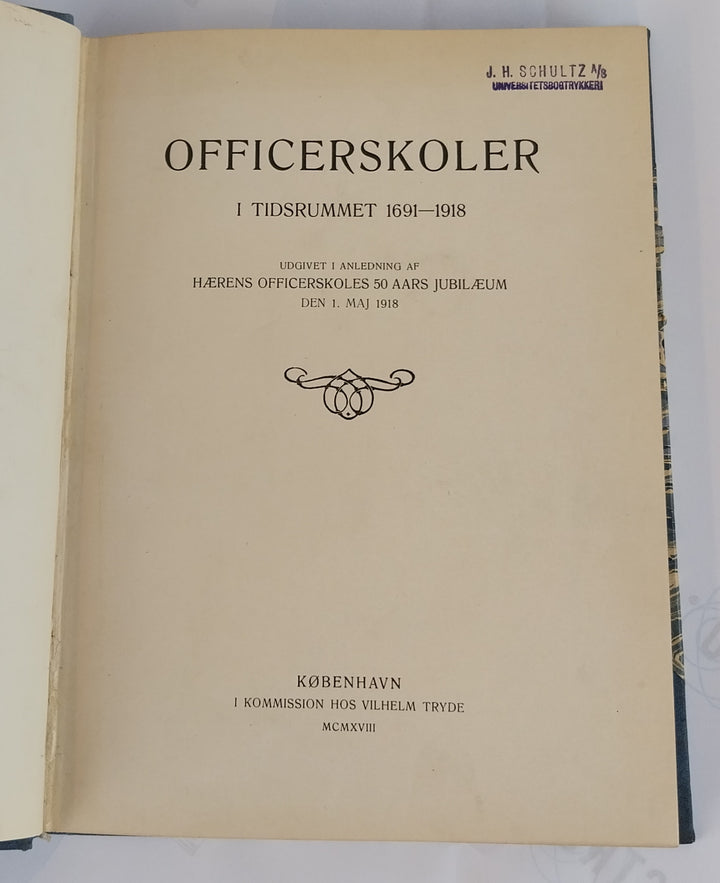 J. H. SCHULTZ A/S
UNIVERSITETSBOGTRYKKERI
OFFICERSKOLER
I TIDSRUMMET 1691—1918
UDGIVET I ANLEDNING AF
HÆRENS OFFICERSKOLES 50 AARS JUBILÆUM
DEN 1. MAJ 1918
KØBENHAVN
I KOMMISSION HOS VILHELM TRYDE
MCMXVIII